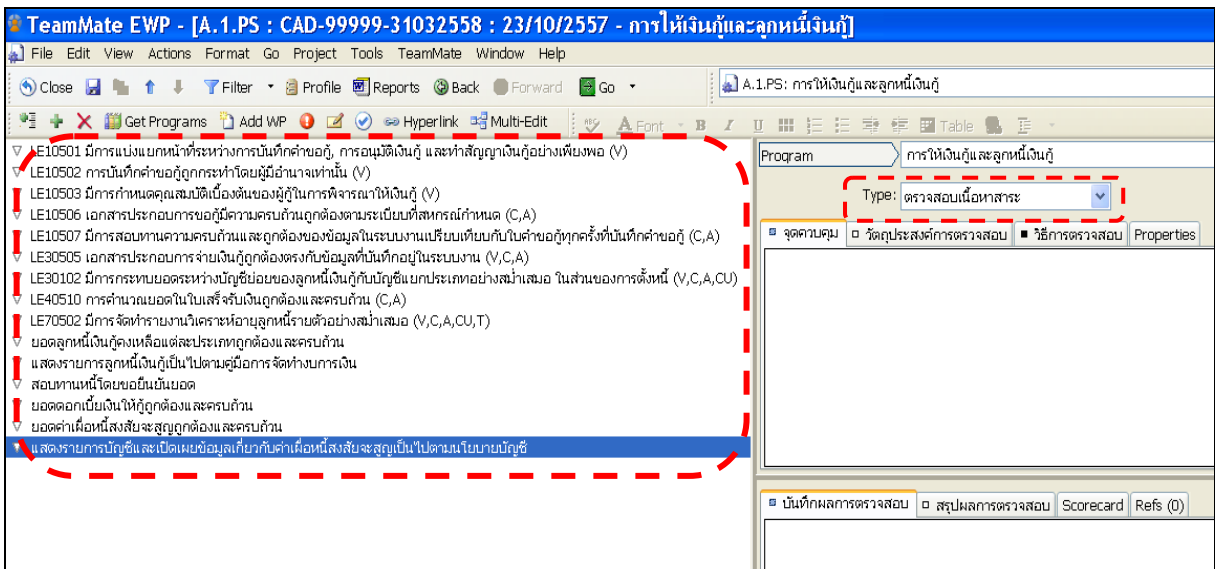 TeamMate EWP - [A.1.PS : CAD-99999-31032558 : 23/10/2557 - การให้เงินกู้และลูกหนี้เงินกู้]
File Edit View Actions Format Go Project Tools TeamMate Window Help
Close Filter Profile Reports Back Forward Go A.1.PS: การให้เงินกู้และลูกหนี้เงินกู้
Get Programs Add WP Hyperlink Multi-Edit ABC A Font B I U Table
LE10501 มีการแบ่งแยกหน้าที่ระหว่างการบันทึกคำขอกู้, การอนุมัติเงินกู้ และทำสัญญาเงินกู้อย่างเพียงพอ (V)
LE10502 การบันทึกคำขอกู้ถูกกระทำโดยผู้มีอำนาจเท่านั้น (V)
LE10503 มีการกำหนดคุณสมบัติเบื้องต้นของผู้กู้ในการพิจารณาให้เงินกู้ (V)
LE10506 เอกสารประกอบการขอกู้มีความครบถ้วนถูกต้องตามระเบียบที่สหกรณ์กำหนด (C,A)
LE10507 มีการสอบทานความครบถ้วนและถูกต้องของข้อมูลในระบบงานเปรียบเทียบกับใบคำขอกู้ทุกครั้งที่บันทึกคำขอกู้ (C,A)
LE30505 เอกสารประกอบการจ่ายเงินกู้ถูกต้องตรงกับข้อมูลที่บันทึกอยู่ในระบบงาน (V,C,A)
LE30102 มีการกระทบยอดระหว่างบัญชีย่อยของลูกหนี้เงินกู้กับบัญชีแยกประเภทอย่างสม่ำเสมอ ในส่วนของการตั้งหนี้ (V,C,A,CU)
LE40510 การคำนวณยอดในใบเสร็จรับเงินถูกต้องและครบถ้วน (C,A)
LE70502 มีการจัดทำรายงานวิเคราะห์อายุลูกหนี้รายตัวอย่างสม่ำเสมอ (V,C,A,CU,T)
ยอดลูกหนี้เงินกู้คงเหลือแต่ละประเภทถูกต้องและครบถ้วน
แสดงรายการลูกหนี้เงินกู้เป็นไปตามคู่มือการจัดทำงบการเงิน
สอบทานหนี้โดยขอยืนยันยอด
ยอดดอกเบี้ยเงินให้กู้ถูกต้องและครบถ้วน
ยอดค่าเผื่อหนี้สงสัยจะสูญถูกต้องและครบถ้วน
แสดงรายการบัญชีและเปิดเผยข้อมูลเกี่ยวกับค่าเผื่อหนี้สงสัยจะสูญเป็นไปตามนโยบายบัญชี
Program การให้เงินกู้และลูกหนี้เงินกู้
Type: ตรวจสอบเนื้อหาสาระ
จุดควบคุม วัตถุประสงค์การตรวจสอบ วิธีการตรวจสอบ Properties
บันทึกผลการตรวจสอบ สรุปผลการตรวจสอบ Scorecard Refs (0)